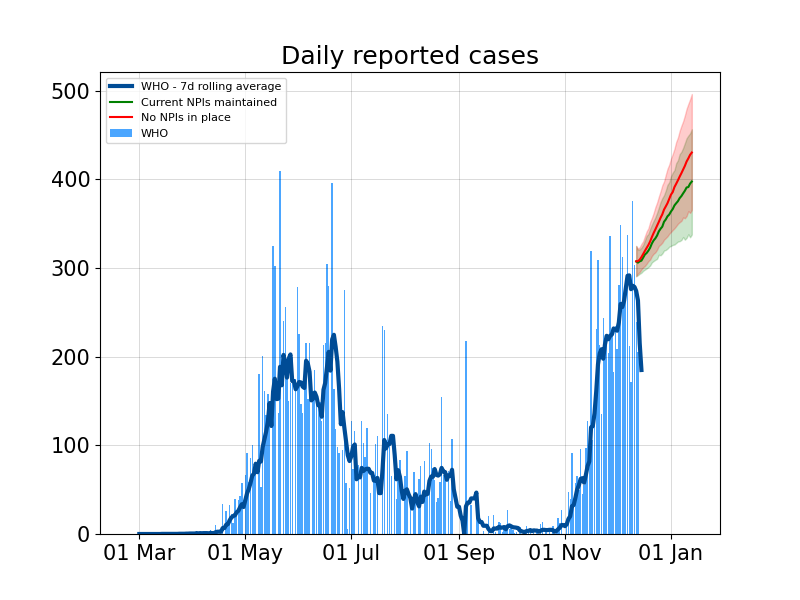 Daily reported cases
WHO - 7d rolling average
Current NPIs maintained
No NPIs in place
WHO
500
400
300
200
100
0
01 Mar
01 May
01 Jul
01 Sep
01 Nov
01 Jan